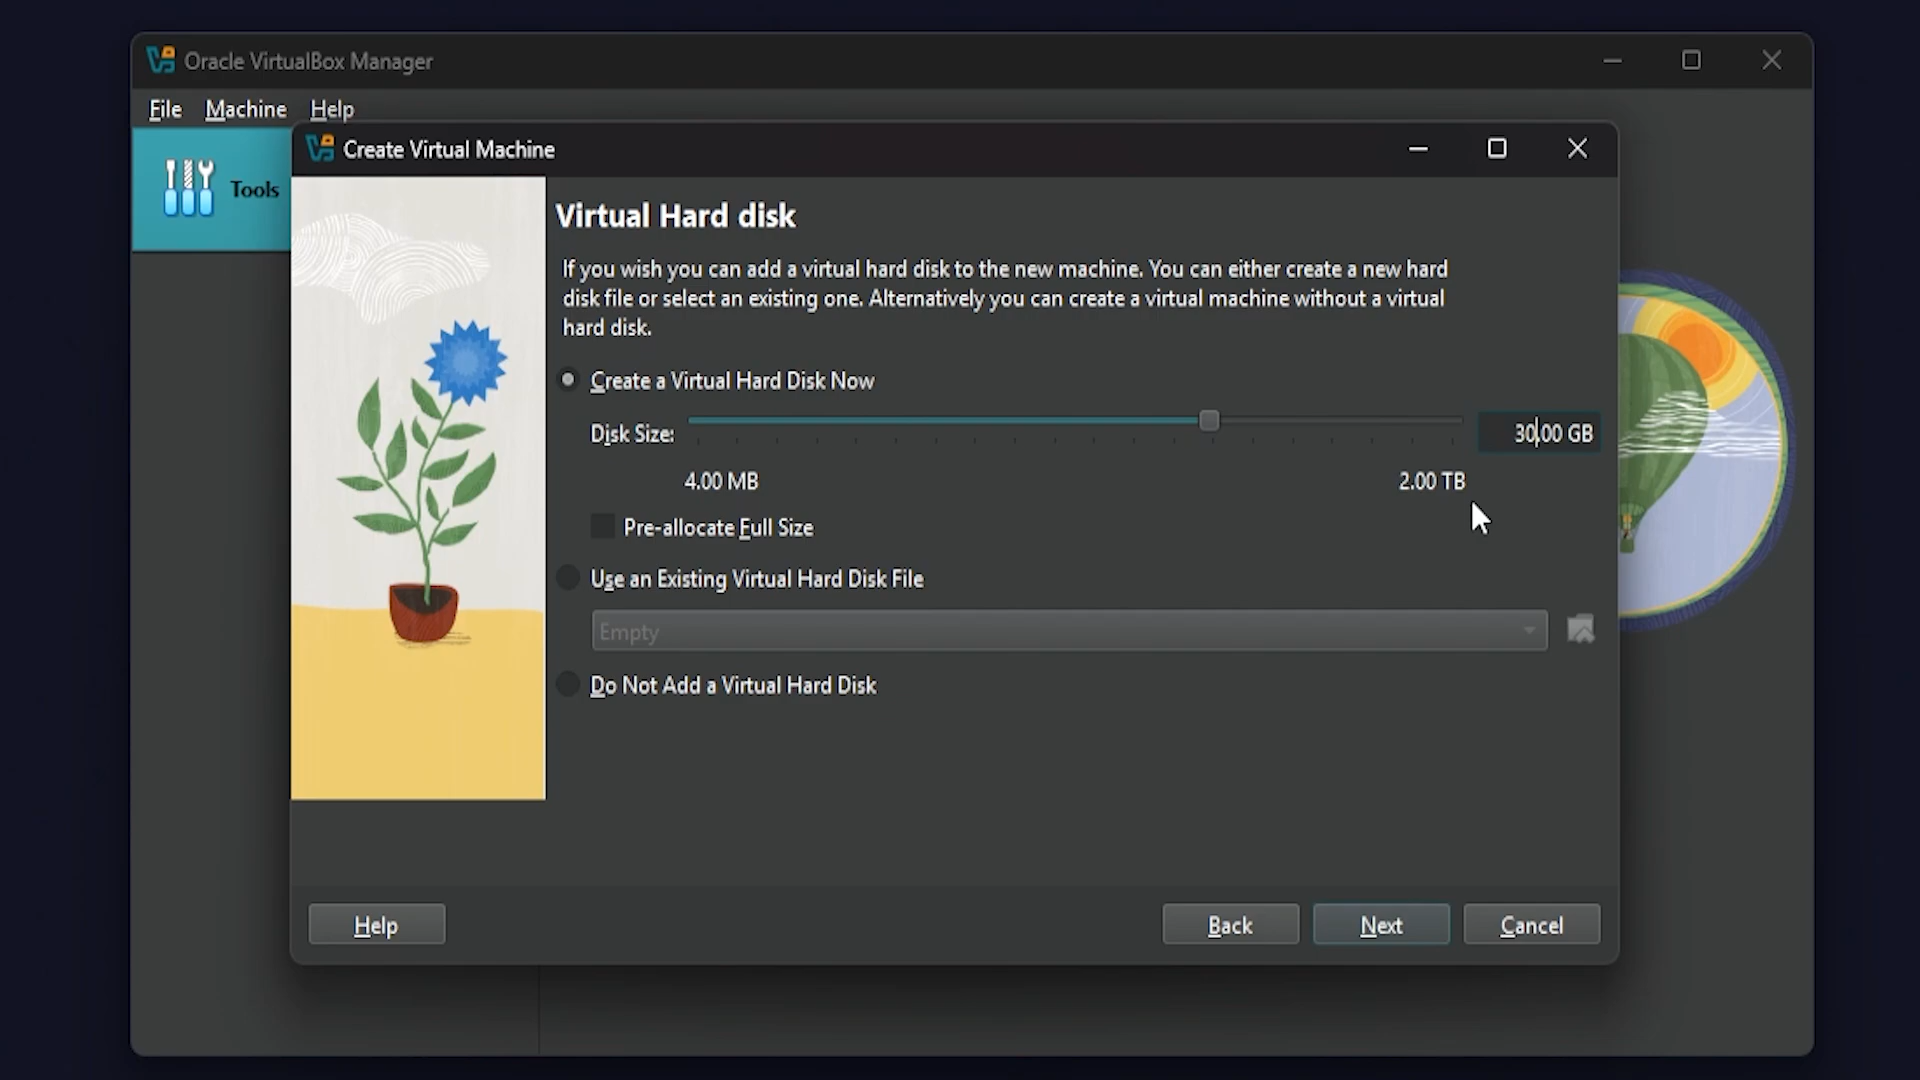 Oracle VirtualBox Manager
File Machine Help
Create Virtual Machine
Tools
Virtual Hard disk
If you wish you can add a virtual hard disk to the new machine. You can either create a new hard
disk file or select an existing one. Alternatively you can create a virtual machine without a virtual
hard disk.
Create a Virtual Hard Disk Now
Disk Size:
30.00 GB
4.00 MB
2.00 TB
Pre-allocate Full Size
Use an Existing Virtual Hard Disk File
Empty
Do Not Add a Virtual Hard Disk
Help
Back
Next
Cancel